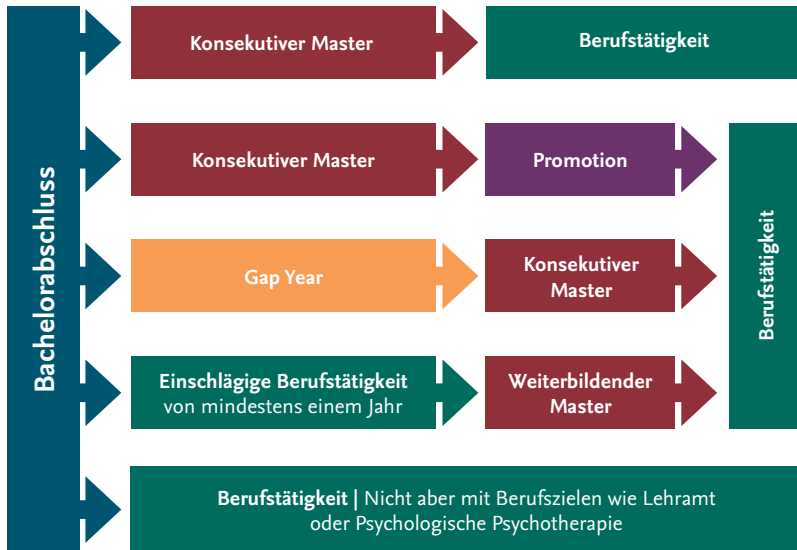 Bachelorabschluss
Konsekutiver Master
Berufstätigkeit
Konsekutiver Master
Promotion
Gap Year
Konsekutiver
Master
Einschlägige Berufstätigkeit
von mindestens einem Jahr
Weiterbildender
Master
Berufstätigkeit
Berufstätigkeit | Nicht aber mit Berufszielen wie Lehramt
oder Psychologische Psychotherapie